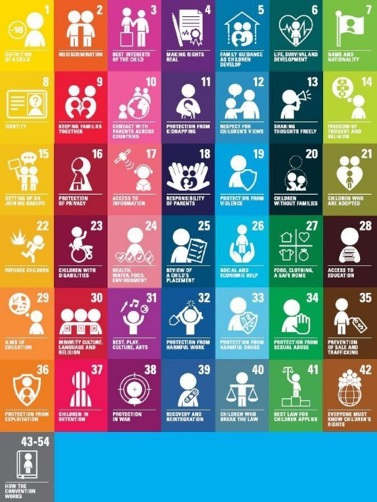 1
DEFINITION
OF A CHILD
2
NO DISCRIMINATION
3
BEST INTERESTS
OF THE CHILD
4
MAKING RIGHTS
REAL
5
FAMILY GUIDANCE
AS CHILDREN
DEVELOP
6
LIFE, SURVIVAL AND
DEVELOPMENT
7
NAME AND
NATIONALITY
8
IDENTITY
9
KEEPING FAMILIES
TOGETHER
10
CONTACT WITH
PARENTS ACROSS
COUNTRIES
11
PROTECTION FROM
KIDNAPPING
12
RESPECT FOR
CHILDREN'S VIEWS
13
SHARING
THOUGHTS FREELY
14
FREEDOM OF
THOUGHT AND
RELIGION
15
SETTING UP OR
JOINING GROUPS
16
PROTECTION
OF PRIVACY
17
ACCESS TO
INFORMATION
18
RESPONSIBILITY
OF PARENTS
19
PROTECTION FROM
VIOLENCE
20
CHILDREN
WITHOUT FAMILIES
21
CHILDREN WHO
ARE ADOPTED
22
REFUGEE CHILDREN
23
CHILDREN WITH
DISABILITIES
24
HEALTH,
WATER, FOOD,
ENVIRONMENT
25
REVIEW OF
A CHILD'S
PLACEMENT
26
SOCIAL AND
ECONOMIC HELP
27
FOOD, CLOTHING,
A SAFE HOME
28
ACCESS TO
EDUCATION
29
AIMS OF
EDUCATION
30
MINORITY CULTURE,
LANGUAGE AND
RELIGION
31
REST, PLAY,
CULTURE, ARTS
32
PROTECTION FROM
HARMFUL WORK
33
PROTECTION FROM
HARMFUL DRUGS
34
PROTECTION FROM
SEXUAL ABUSE
35
PREVENTION
OF SALE AND
TRAFFICKING
36
PROTECTION FROM
EXPLOITATION
37
CHILDREN IN
DETENTION
38
PROTECTION
IN WAR
39
RECOVERY AND
REINTEGRATION
40
CHILDREN WHO
BREAK THE LAW
41
BEST LAW FOR
CHILDREN APPLIES
42
EVERYONE MUST
KNOW CHILDREN'S
RIGHTS
43-54
HOW THE
CONVENTION
WORKS